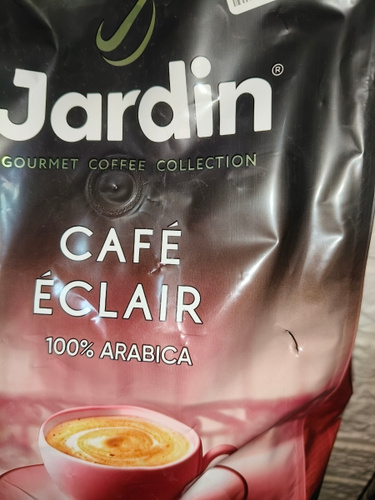 Jardin®
GOURMET COFFEE COLLECTION
CAFÉ
ÉCLAIR
100% ARABICA